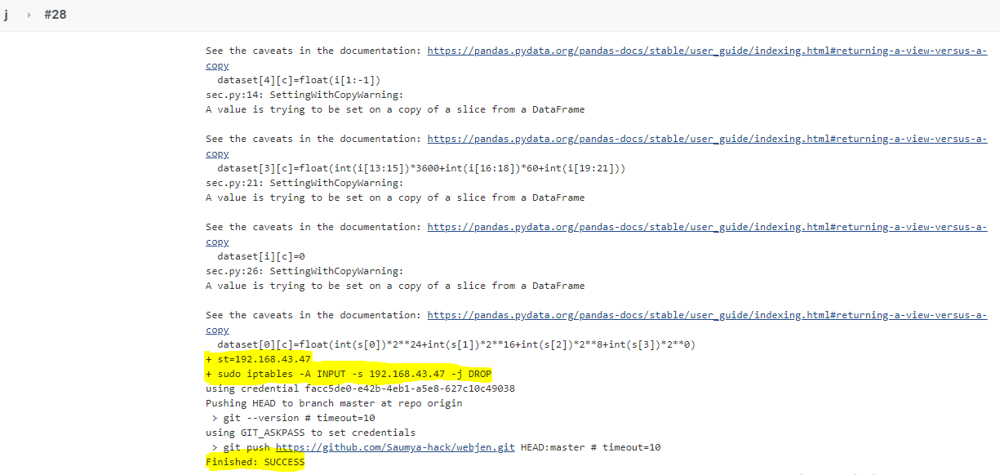 j › #28
See the caveats in the documentation: https://pandas.pydata.org/pandas-docs/stable/user_guide/indexing.html#returning-a-view-versus-a-
copy
  dataset[4][c]=float(i[1:-1])
sec.py:14: SettingWithCopyWarning:
A value is trying to be set on a copy of a slice from a DataFrame
See the caveats in the documentation: https://pandas.pydata.org/pandas-docs/stable/user_guide/indexing.html#returning-a-view-versus-a-
copy
  dataset[3][c]=float(int(i[13:15])*3600+int(i[16:18])*60+int(i[19:21]))
sec.py:21: SettingWithCopyWarning:
A value is trying to be set on a copy of a slice from a DataFrame
See the caveats in the documentation: https://pandas.pydata.org/pandas-docs/stable/user_guide/indexing.html#returning-a-view-versus-a-
copy
  dataset[i][c]=0
sec.py:26: SettingWithCopyWarning:
A value is trying to be set on a copy of a slice from a DataFrame
See the caveats in the documentation: https://pandas.pydata.org/pandas-docs/stable/user_guide/indexing.html#returning-a-view-versus-a-
copy
  dataset[0][c]=float(int(s[0])*2**24+int(s[1])*2**16+int(s[2])*2**8+int(s[3])*2**0)
+ st=192.168.43.47
+ sudo iptables -A INPUT -s 192.168.43.47 -j DROP
using credential facc5de0-e42b-4eb1-a5e8-627c10c49038
Pushing HEAD to branch master at repo origin
 > git --version # timeout=10
using GIT_ASKPASS to set credentials
 > git push https://github.com/Saumya-hack/webjen.git HEAD:master # timeout=10
Finished: SUCCESS